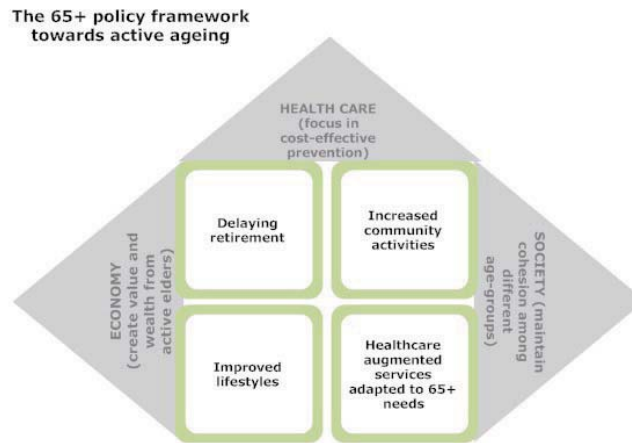 The 65+ policy framework
towards active ageing
HEALTH CARE
(focus in
cost-effective
prevention)
Delaying
retirement
Increased
community
activities
ECONOMY
(create value and
wealth from
active elders)
SOCIETY (maintain
cohesion among
different
age-groups)
Improved
lifestyles
Healthcare
augmented
services
adapted to 65+
needs